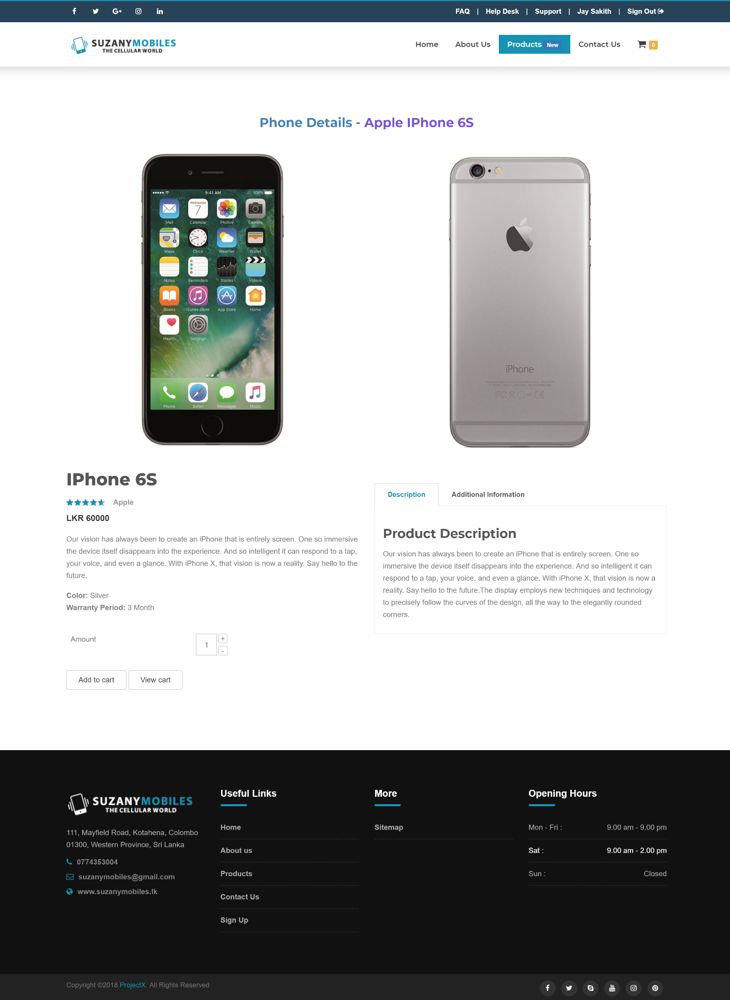 FAQ | Help Desk | Support | Jay Sakith | Sign Out
SUZANYMOBILES
THE CELLULAR WORLD
Home About Us Products New Contact Us 0
Phone Details - Apple IPhone 6S
9:41 AM 100%
Wednesday
7
Mail Calendar Photos Camera
280
Maps Clock Weather Wallet
Notes Reminders Stocks Videos
iBooks iTunes Store App Store Home
Health Settings
Phone Safari Messages Music
iPhone
IPhone 6S
Apple
LKR 60000
Our vision has always been to create an iPhone that is entirely screen. One so immersive
the device itself disappears into the experience. And so intelligent it can respond to a tap,
your voice, and even a glance. With iPhone X, that vision is now a reality. Say hello to the
future.
Color: Silver
Warranty Period: 3 Month
Amount 1 + -
Add to cart View cart
Description Additional Information
Product Description
Our vision has always been to create an iPhone that is entirely screen. One so
immersive the device itself disappears into the experience. And so intelligent it can
respond to a tap, your voice, and even a glance. With iPhone X, that vision is now a
reality. Say hello to the future.The display employs new techniques and technology
to precisely follow the curves of the design, all the way to the elegantly rounded
corners.
SUZANYMOBILES
THE CELLULAR WORLD
111, Mayfield Road, Kotahena, Colombo
01300, Western Province, Sri Lanka
0774353004
suzanymobiles@gmail.com
www.suzanymobiles.lk
Useful Links
Home
About us
Products
Contact Us
Sign Up
More
Sitemap
Opening Hours
Mon - Fri : 9.00 am - 9.00 pm
Sat : 9.00 am - 2.00 pm
Sun : Closed
Copyright ©2018 ProjectX. All Rights Reserved